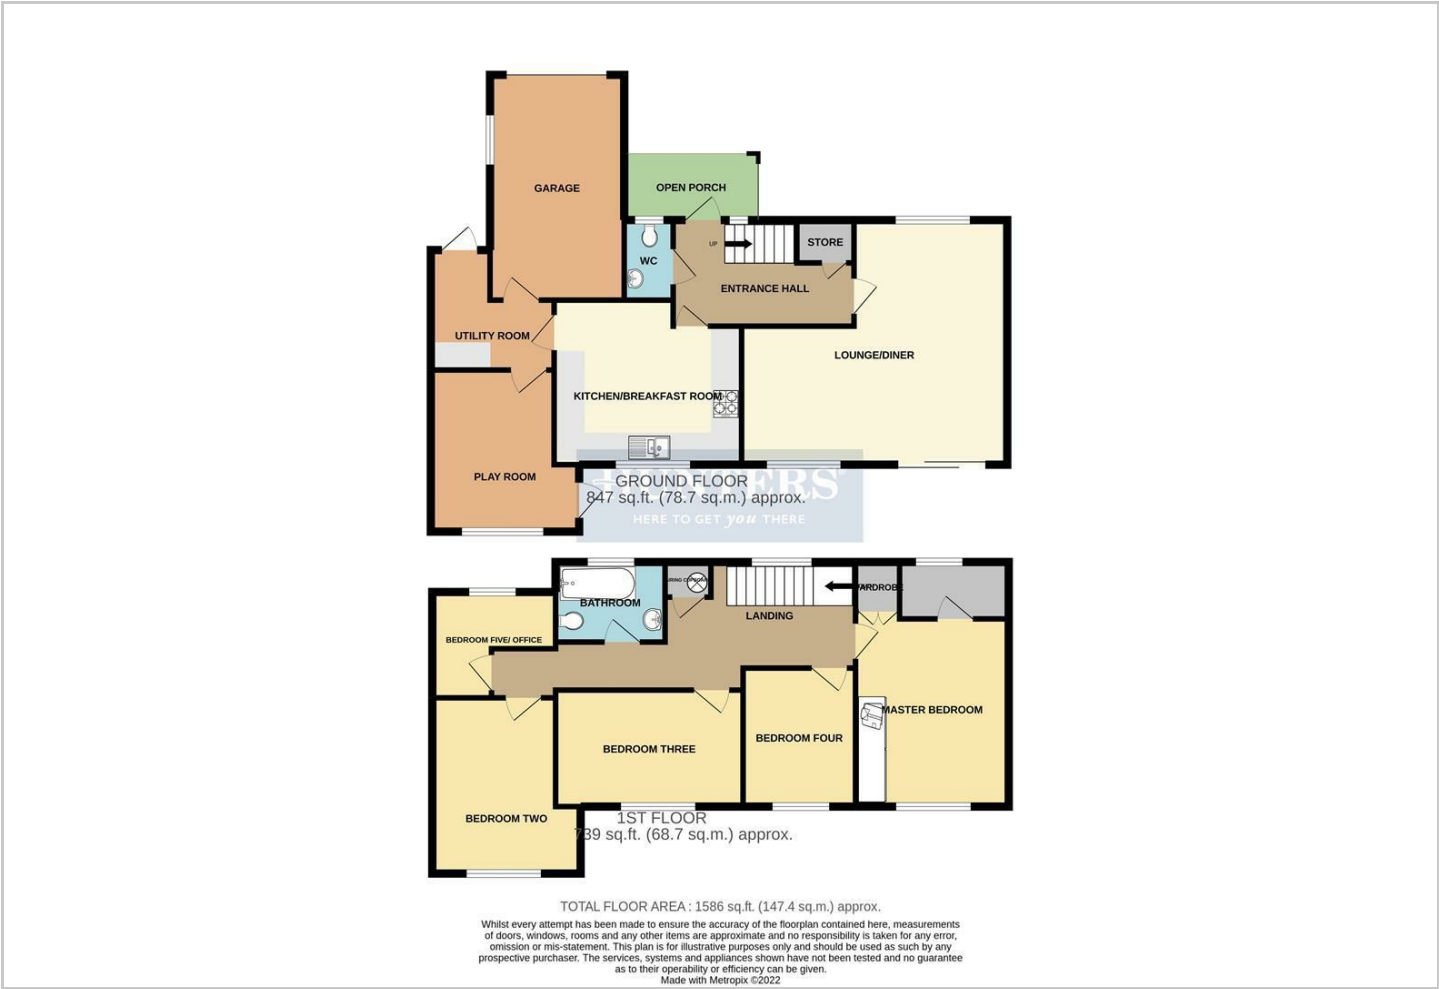 GARAGE
OPEN PORCH
WC
UP
STORE
ENTRANCE HALL
UTILITY ROOM
LOUNGE/DINER
KITCHEN/BREAKFAST ROOM
PLAY ROOM
HUNTERS
HERE TO GET you THERE
GROUND FLOOR
847 sq.ft. (78.7 sq.m.) approx.
BATHROOM
LANDING
BEDROOM FIVE/ OFFICE
MASTER BEDROOM
BEDROOM THREE
BEDROOM FOUR
BEDROOM TWO
1ST FLOOR
739 sq.ft. (68.7 sq.m.) approx.
TOTAL FLOOR AREA : 1586 sq.ft. (147.4 sq.m.) approx.
Whilst every attempt has been made to ensure the accuracy of the floorplan contained here, measurements
of doors, windows, rooms and any other items are approximate and no responsibility is taken for any error,
omission or mis-statement. This plan is for illustrative purposes only and should be used as such by any
prospective purchaser. The services, systems and appliances shown have not been tested and no guarantee
as to their operability or efficiency can be given.
Made with Metropix ©2022